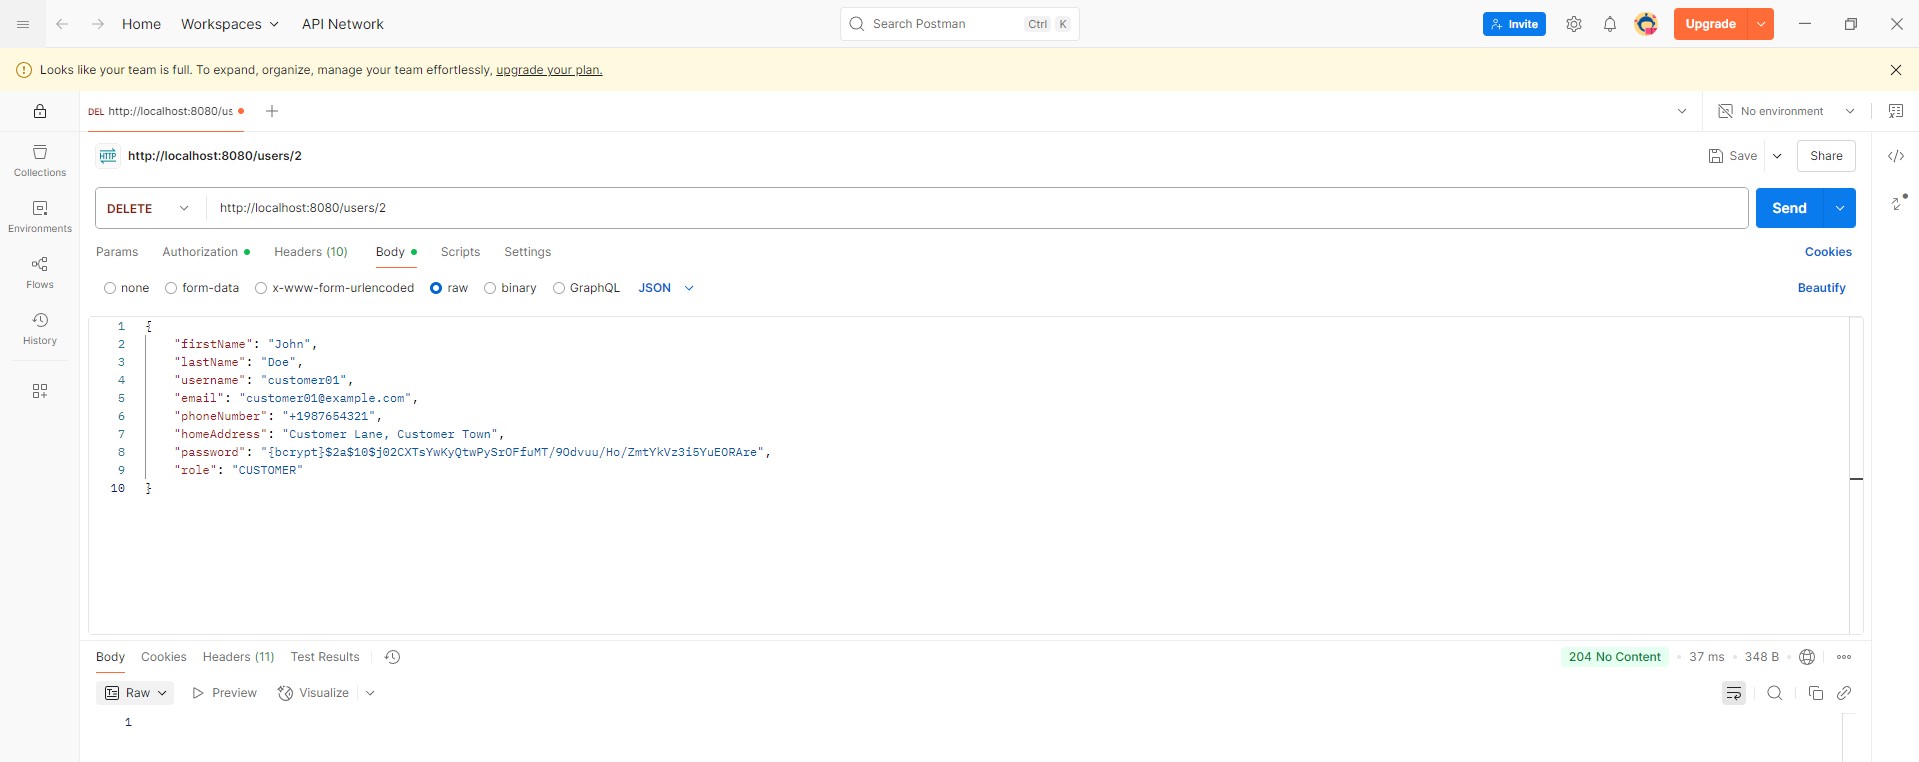 Home Workspaces API Network Search Postman Ctrl K Invite Upgrade
Looks like your team is full. To expand, organize, manage your team effortlessly, upgrade your plan.
DEL http://localhost:8080/us No environment
HTTP http://localhost:8080/users/2 Save Share
Collections
DELETE http://localhost:8080/users/2 Send
Environments
Params Authorization Headers (10) Body Scripts Settings Cookies
Flows
none form-data x-www-form-urlencoded raw binary GraphQL JSON Beautify
History
1 {
2 "firstName": "John",
3 "lastName": "Doe",
4 "username": "customer01",
5 "email": "customer01@example.com",
6 "phoneNumber": "+1987654321",
7 "homeAddress": "Customer Lane, Customer Town",
8 "password": "{bcrypt}$2a$10$j02CXTsYwKyQtwPySrOFfuMT/9Odvuu/Ho/ZmtYkVz3i5YuEORAre",
9 "role": "CUSTOMER"
10 }
Body Cookies Headers (11) Test Results 204 No Content 37 ms 348 B
Raw Preview Visualize
1